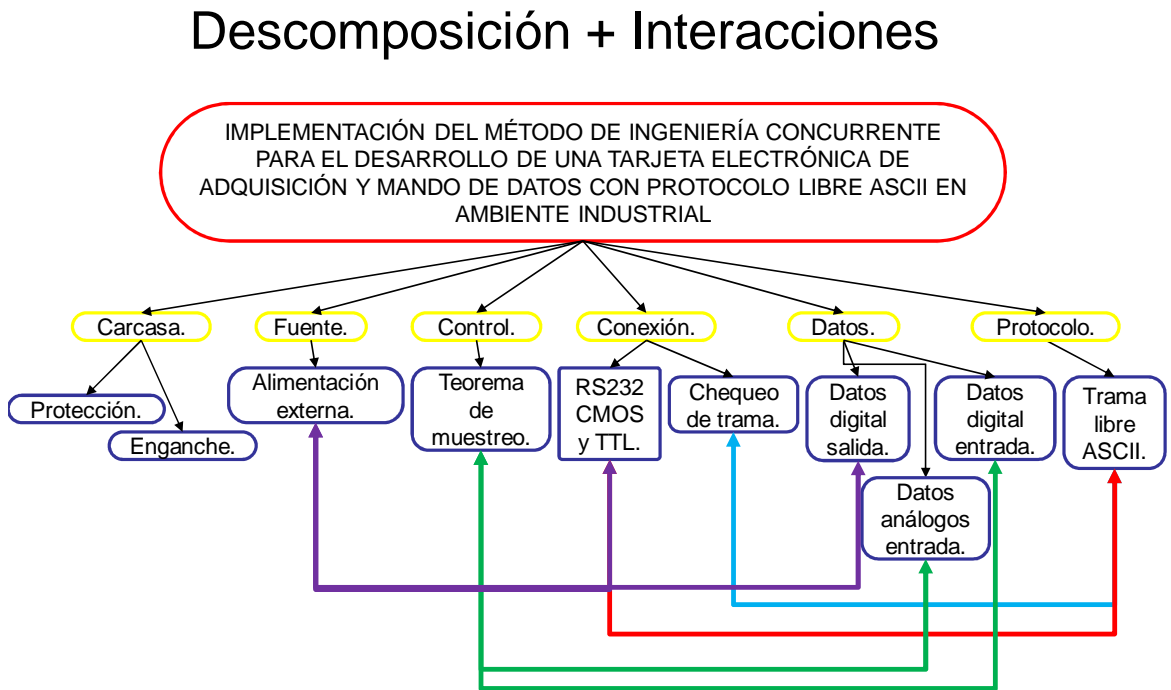 Descomposición + Interacciones
IMPLEMENTACIÓN DEL MÉTODO DE INGENIERÍA CONCURRENTE
PARA EL DESARROLLO DE UNA TARJETA ELECTRÓNICA DE
ADQUISICIÓN Y MANDO DE DATOS CON PROTOCOLO LIBRE ASCII EN
AMBIENTE INDUSTRIAL
Carcasa.
Fuente.
Control.
Conexión.
Datos.
Protocolo.
Protección.
Enganche.
Alimentación
externa.
Teorema
de
muestreo.
RS232
CMOS
y TTL.
Chequeo
de trama.
Datos
digital
salida.
Datos
análogos
entrada.
Datos
digital
entrada.
Trama
libre
ASCII.